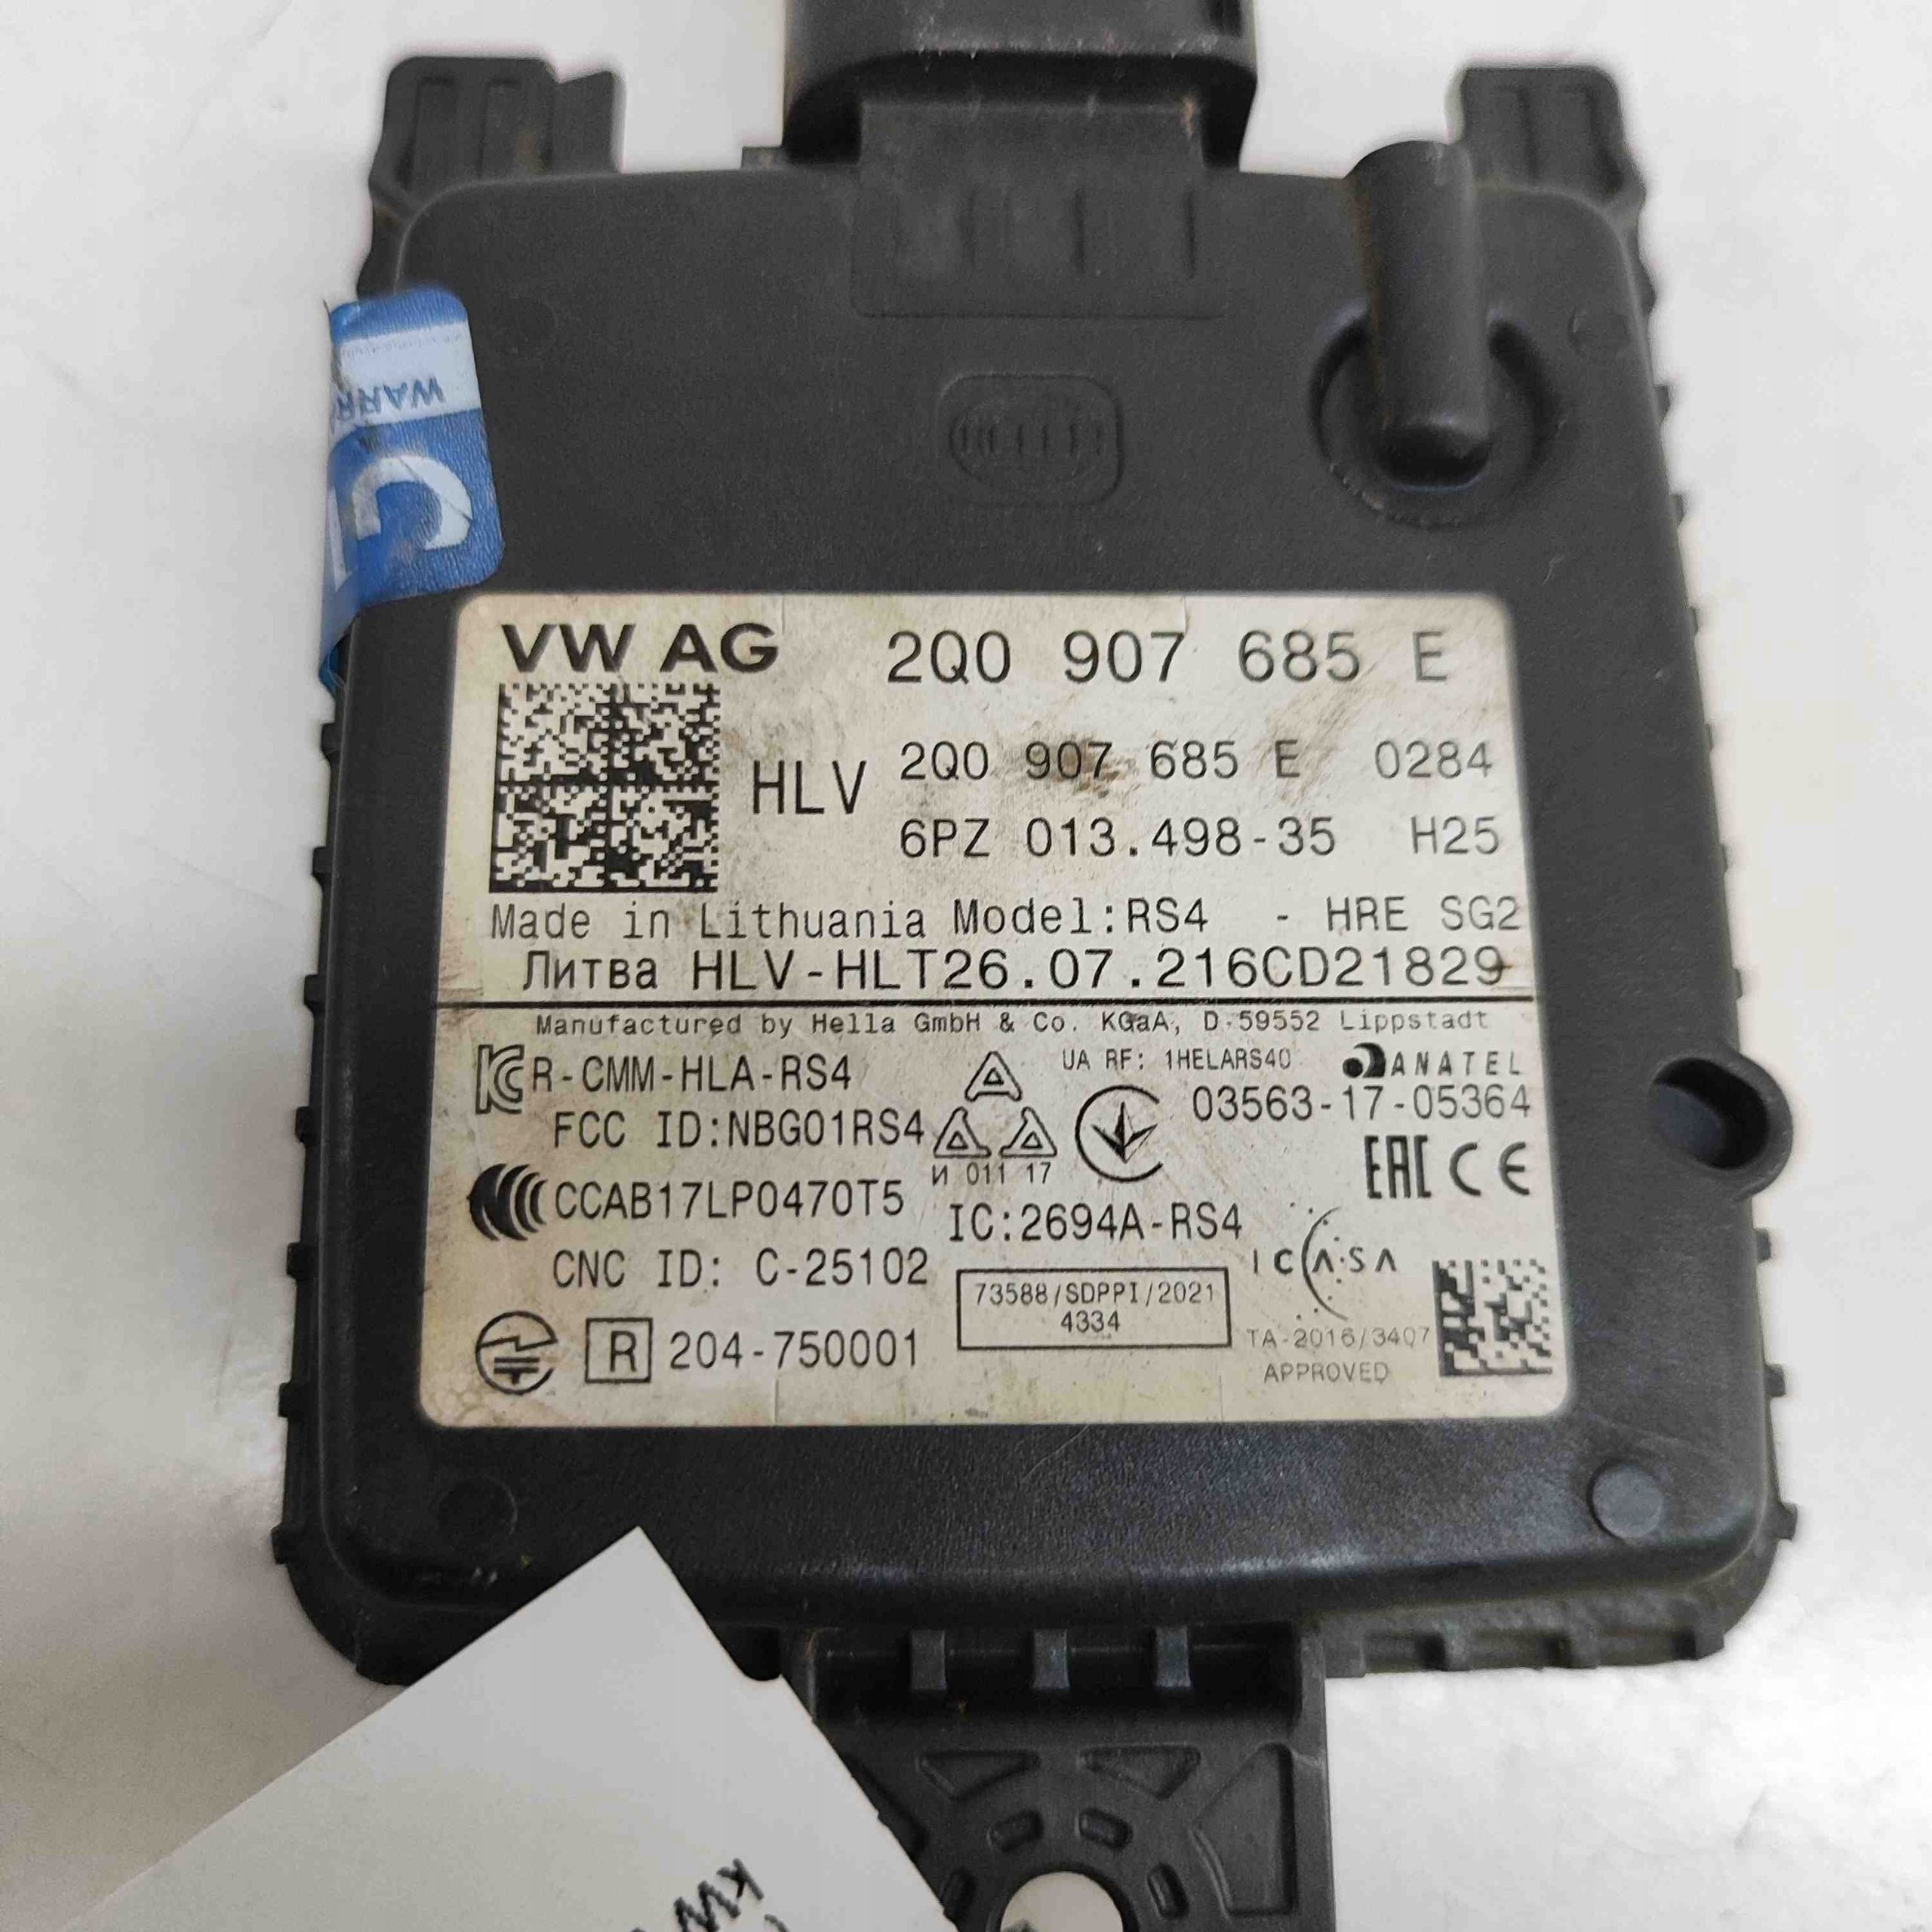 HELLA
WARR
VW AG 2Q0 907 685 E
HLV 2Q0 907 685 E 0284
6PZ 013.498-35 H25
Made in Lithuania Model:RS4 - HRE SG2
Литва HLV-HLT26.07.216CD21829
Manufactured by Hella GmbH & Co. KGaA, D-59552 Lippstadt
R-CMM-HLA-RS4 UA RF: 1HELARS40 ANATEL
FCC ID:NBG01RS4 03563-17-05364
И 011 17 EAC CE
CCAB17LP0470T5 IC:2694A-RS4
CNC ID: C-25102 ICASA
73588/SDPPI/2021
4334
R 204-750001 TA-2016/3407
APPROVED